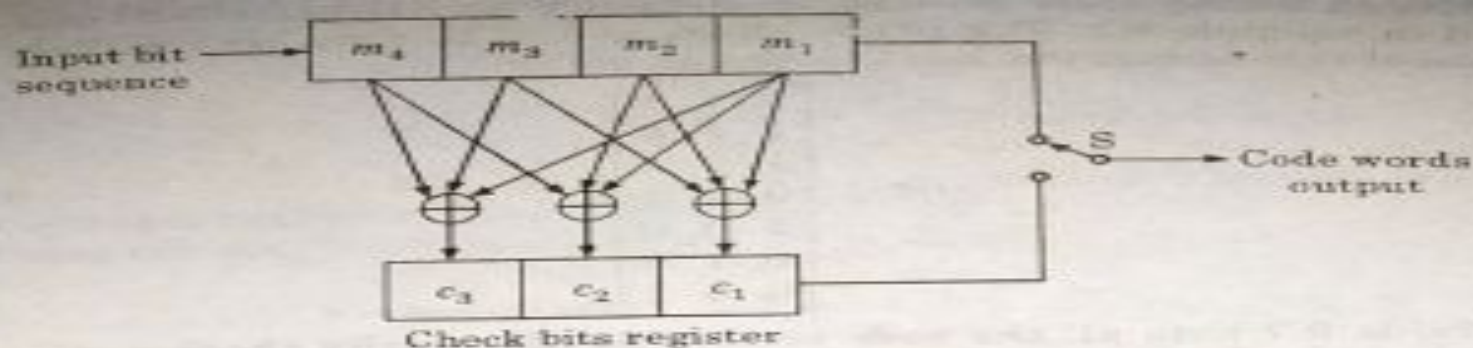 Input bit
sequence
m₄ m₃ m₂ m₁
S
Code words
output
c₃ c₂ c₁
Check bits register